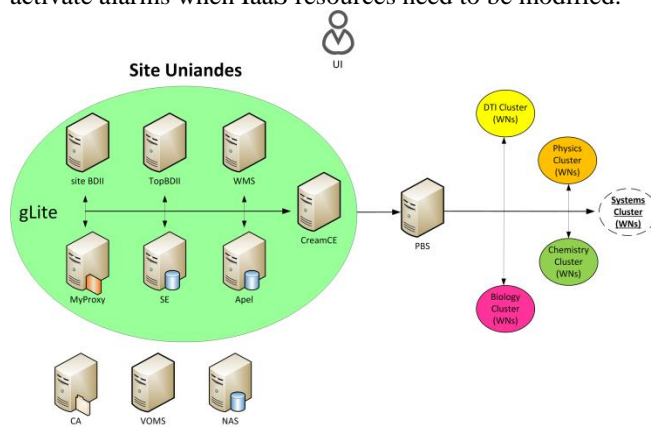 activate alarms when IaaS resources need to be modified.
UI
Site Uniandes
site BDII
TopBDII
WMS
gLite
CreamCE
MyProxy
SE
Apel
CA
VOMS
NAS
PBS
DTI Cluster
(WNs)
Physics
Cluster
(WNs)
Systems
Cluster
(WNs)
Chemistry
Cluster
(WNs)
Biology
Cluster
(WNs)